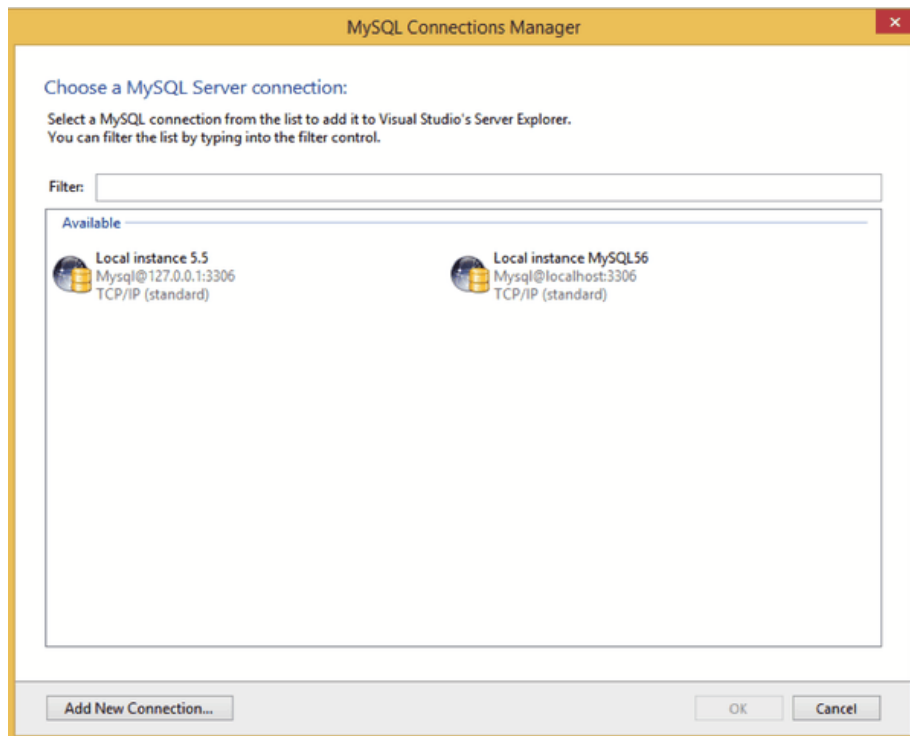 MySQL Connections Manager
Choose a MySQL Server connection:
Select a MySQL connection from the list to add it to Visual Studio's Server Explorer.
You can filter the list by typing into the filter control.
Filter:
Available
Local instance 5.5
Mysql@127.0.0.1:3306
TCP/IP (standard)
Local instance MySQL56
Mysql@localhost:3306
TCP/IP (standard)
Add New Connection...
OK
Cancel